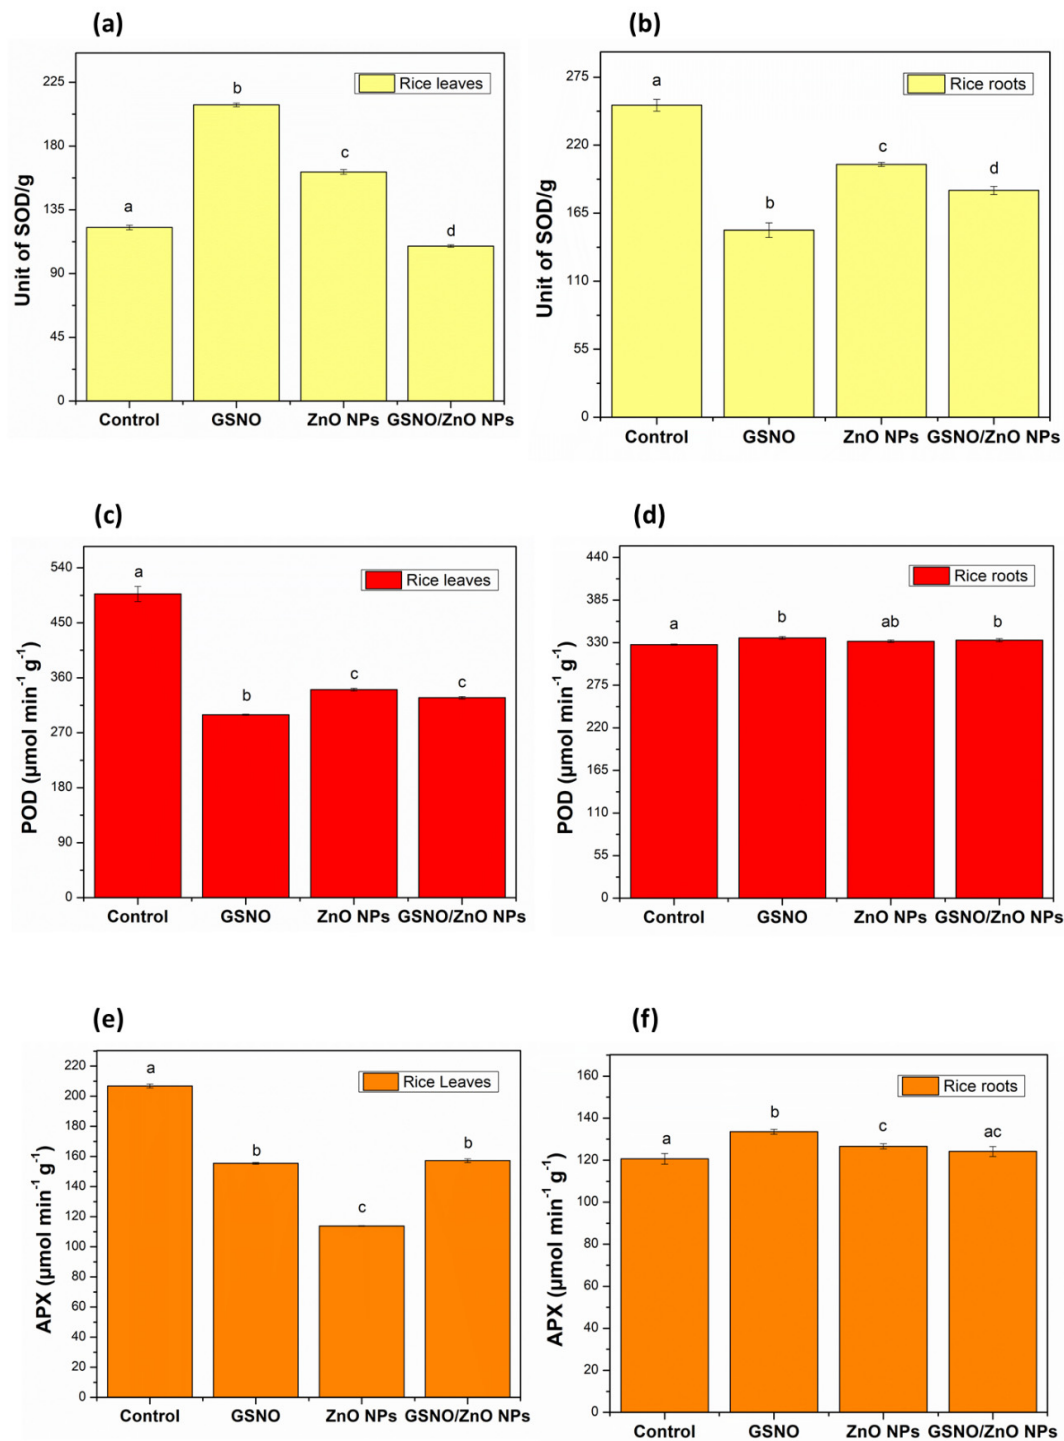 (a)
Unit of SOD/g
225
180
135
90
45
0
Rice leaves
a
b
c
d
Control GSNO ZnO NPs GSNO/ZnO NPs
(b)
Unit of SOD/g
275
220
165
110
55
0
Rice roots
a
b
c
d
Control GSNO ZnO NPs GSNO/ZnO NPs
(c)
POD (µmol min⁻¹ g⁻¹)
540
450
360
270
180
90
0
Rice leaves
a
b
c
c
Control GSNO ZnO NPs GSNO/ZnO NPs
(d)
POD (µmol min⁻¹ g⁻¹)
440
385
330
275
220
165
110
55
0
Rice roots
a
b
ab
b
Control GSNO ZnO NPs GSNO/ZnO NPs
(e)
APX (µmol min⁻¹ g⁻¹)
220
200
180
160
140
120
100
80
60
40
20
0
Rice Leaves
a
b
c
b
Control GSNO ZnO NPs GSNO/ZnO NPs
(f)
APX (µmol min⁻¹ g⁻¹)
160
140
120
100
80
60
40
20
0
Rice roots
a
b
c
ac
Control GSNO ZnO NPs GSNO/ZnO NPs